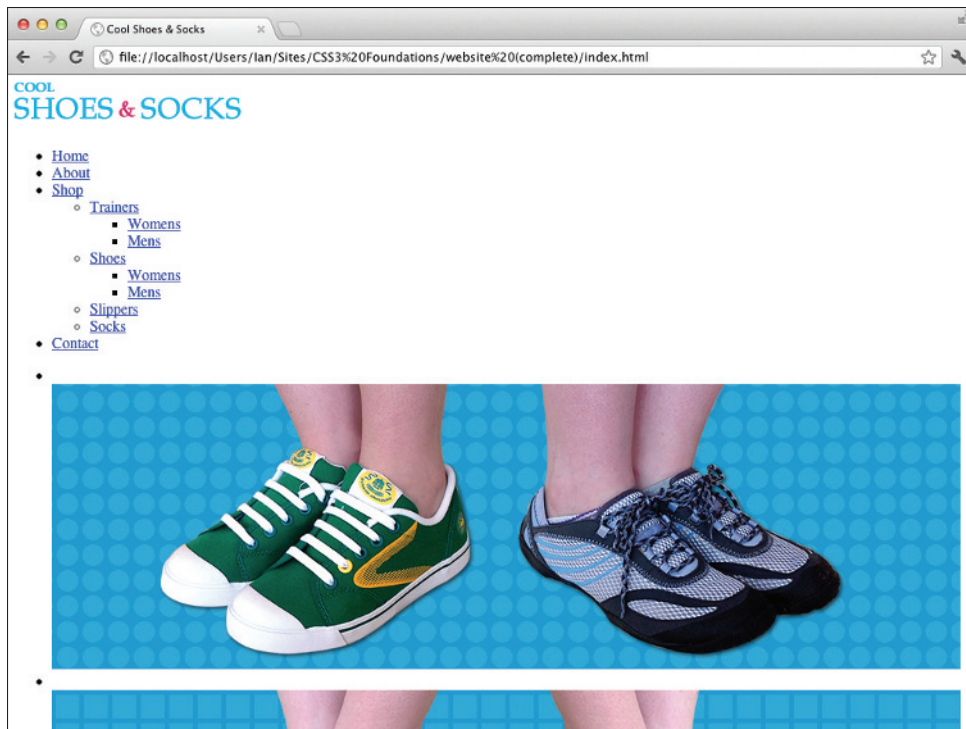 Cool Shoes & Socks
file://localhost/Users/Ian/Sites/CSS3%20Foundations/website%20(complete)/index.html
COOL
SHOES & SOCKS
Home
About
Shop
Trainers
Womens
Mens
Shoes
Womens
Mens
Slippers
Socks
Contact